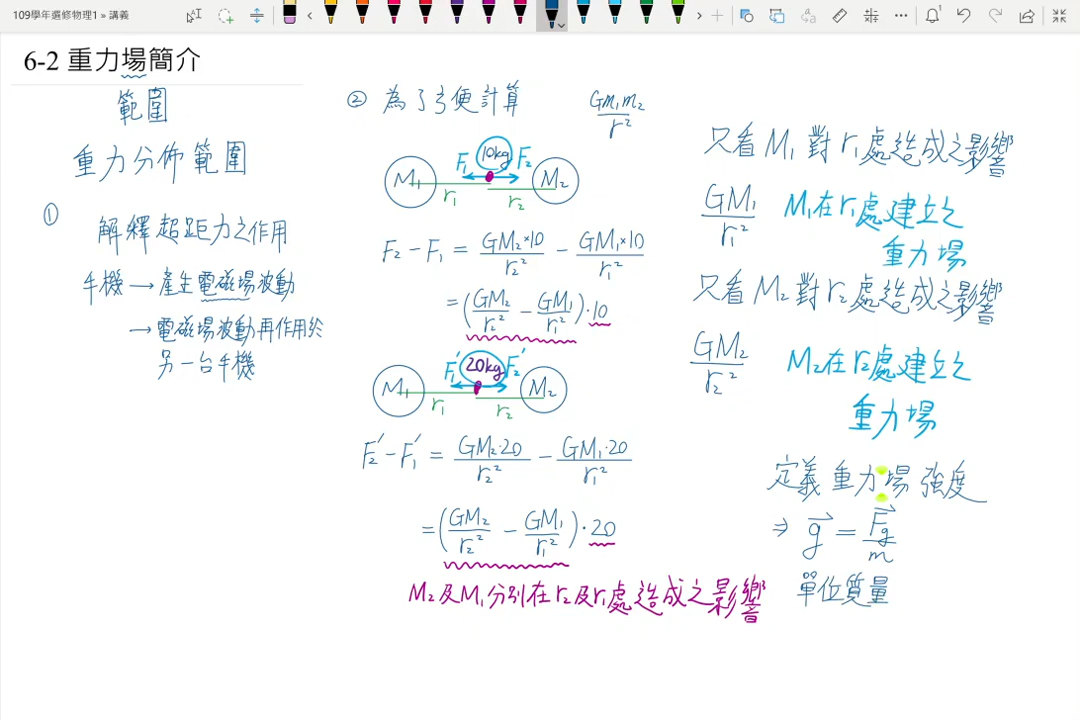 109學年選修物理1 » 講義
6-2 重力場簡介
範圍
重力分佈範圍
① 解釋超距力之作用
手機 → 產生電磁場波動
→ 電磁場波動再作用於
另一台手機
② 為了方便計算 GM₁m₂/r²
F₁ 10kg F₂
M₁ r₁ r₂ M₂
F₂ - F₁ = GM₂×10/r₂² - GM₁×10/r₁²
= (GM₂/r₂² - GM₁/r₁²)·10
F₁' 20kg F₂'
M₁ r₁ r₂ M₂
F₂' - F₁' = GM₂·20/r₂² - GM₁·20/r₁²
= (GM₂/r₂² - GM₁/r₁²)·20
M₂及M₁分別在r₂及r₁處造成之影響
只看M₁對r₁處造成之影響
GM₁/r₁² M₁在r₁處建立之
重力場
只看M₂對r₂處造成之影響
GM₂/r₂² M₂在r₂處建立之
重力場
定義重力場強度
⇒ g⃗ = F⃗g/m
單位質量